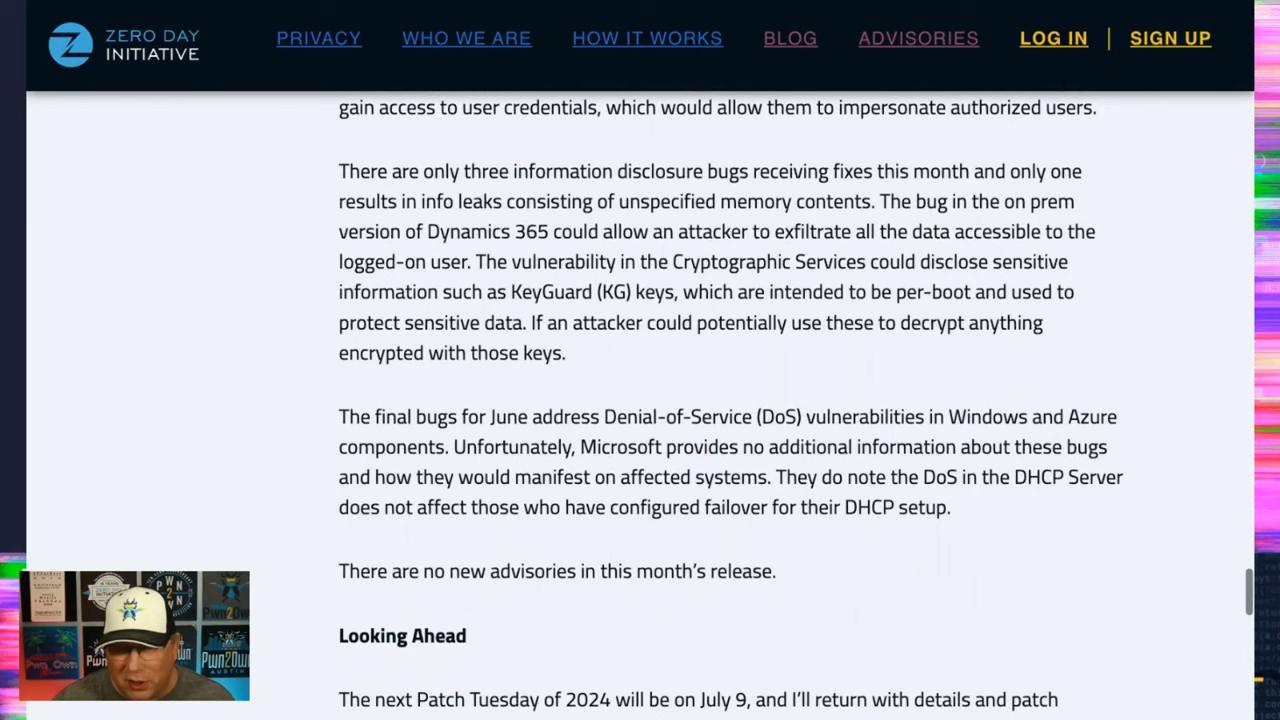 ZERO DAY
INITIATIVE
PRIVACY
WHO WE ARE
HOW IT WORKS
BLOG
ADVISORIES
LOG IN
SIGN UP
gain access to user credentials, which would allow them to impersonate authorized users.
There are only three information disclosure bugs receiving fixes this month and only one
results in info leaks consisting of unspecified memory contents. The bug in the on prem
version of Dynamics 365 could allow an attacker to exfiltrate all the data accessible to the
logged-on user. The vulnerability in the Cryptographic Services could disclose sensitive
information such as KeyGuard (KG) keys, which are intended to be per-boot and used to
protect sensitive data. If an attacker could potentially use these to decrypt anything
encrypted with those keys.
The final bugs for June address Denial-of-Service (DoS) vulnerabilities in Windows and Azure
components. Unfortunately, Microsoft provides no additional information about these bugs
and how they would manifest on affected systems. They do note the DoS in the DHCP Server
does not affect those who have configured failover for their DHCP setup.
There are no new advisories in this month's release.
Looking Ahead
The next Patch Tuesday of 2024 will be on July 9, and I'll return with details and patch
PWN
2
Pwn2Own
Pwn Own
Pwn2Own
AUSTIN